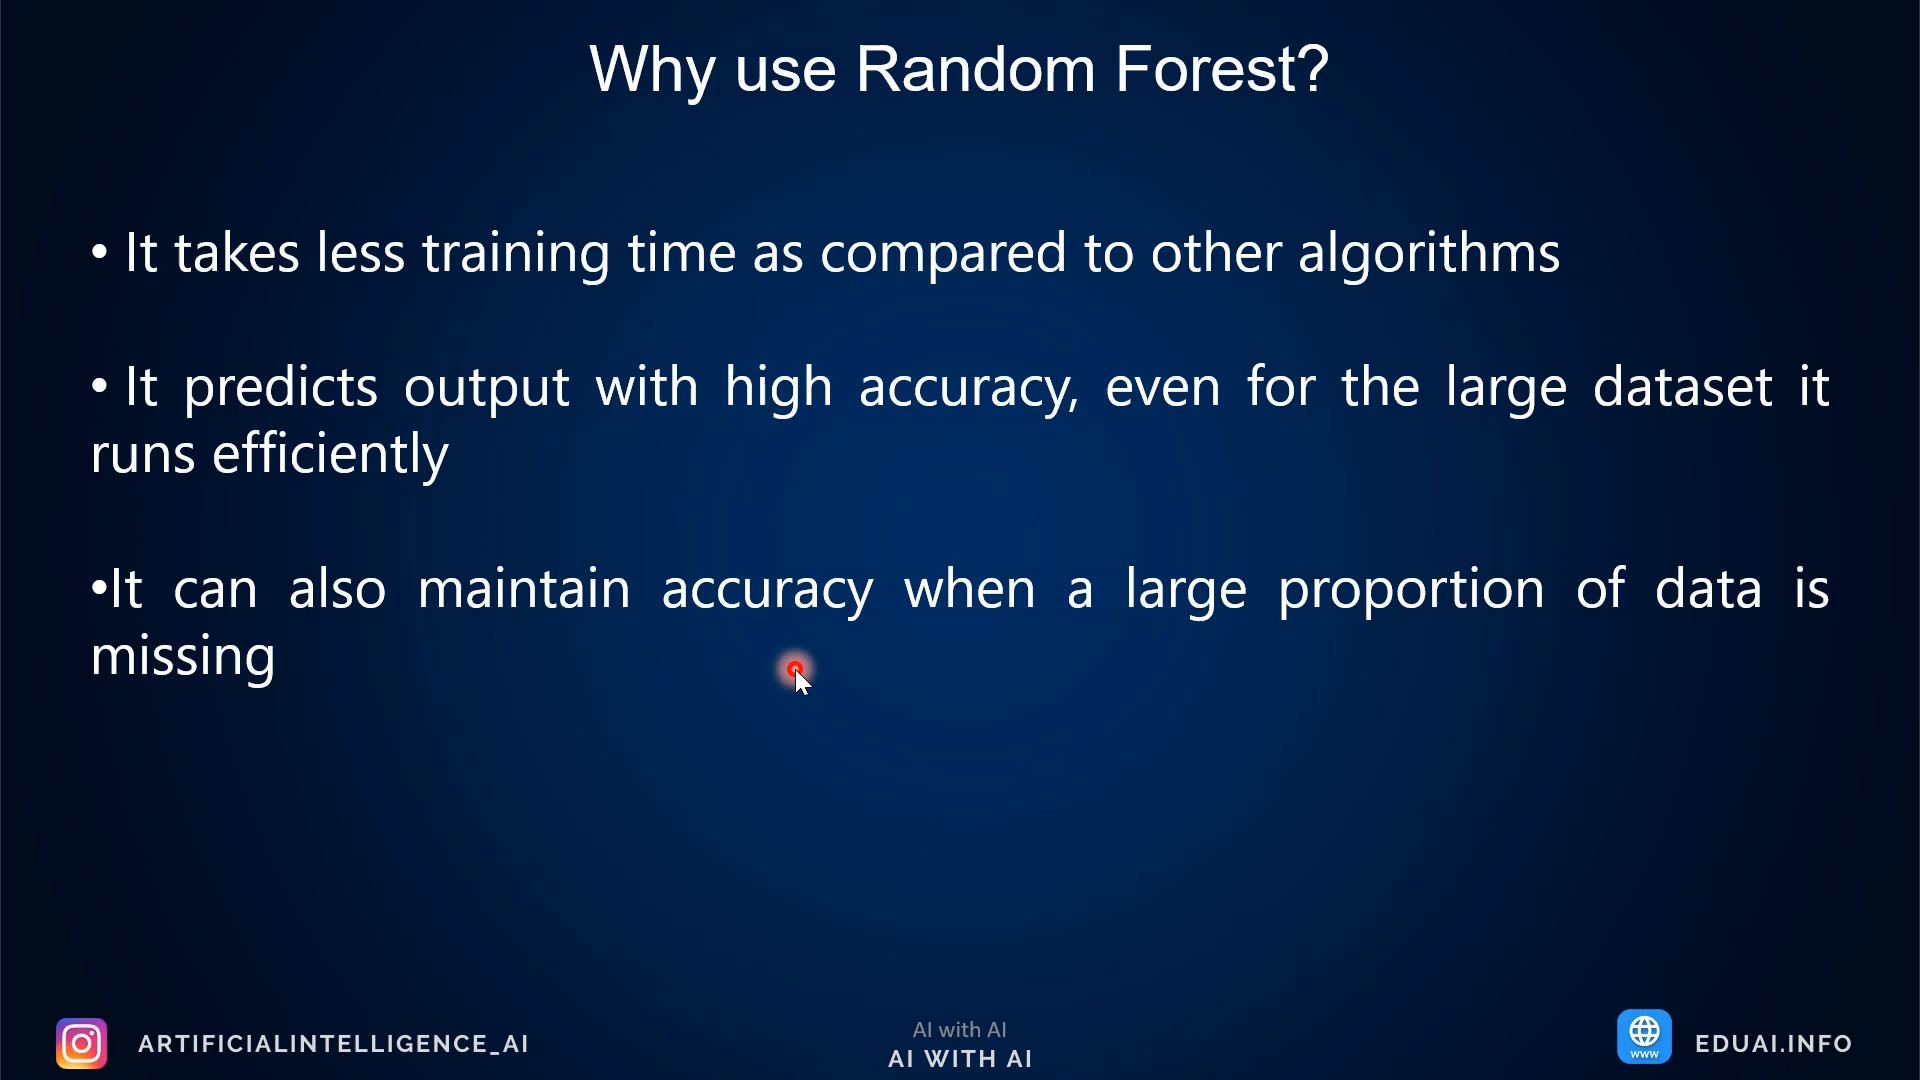 Why use Random Forest?
• It takes less training time as compared to other algorithms
• It predicts output with high accuracy, even for the large dataset it
runs efficiently
•It can also maintain accuracy when a large proportion of data is
missing
ARTIFICIALINTELLIGENCE_AI
AI with AI
AI WITH AI
www
EDUAI.INFO